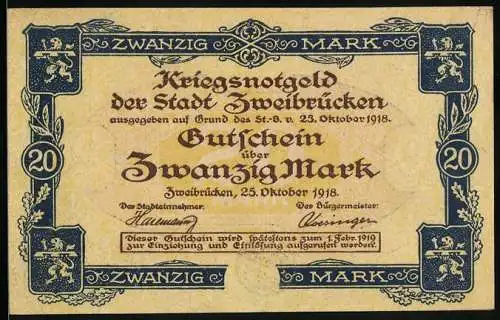 ZWANZIG MARK
Kriegsnotgeld
der Stadt Zweibrücken
ausgegeben auf Grund des St.-B. v. 25. Oktober 1918.
Gutschein
über
20 Zwanzig Mark 20
Zweibrücken, 25. Oktober 1918.
Der Stadteinnehmer: Der Bürgermeister:
Dieser Gutschein wird spätestens zum 1. Febr. 1919
zur Einziehung und Einlösung aufgerufen werden.
ZWANZIG MARK